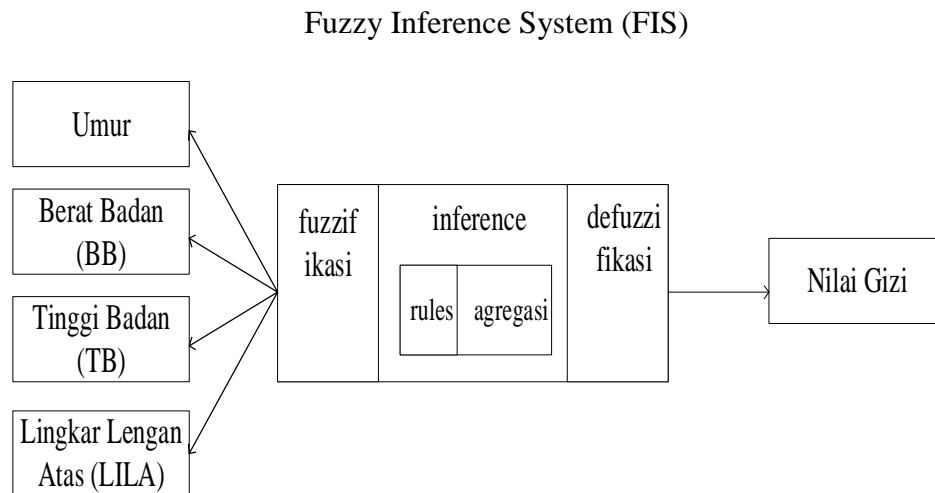 Fuzzy Inference System (FIS)
Umur
Berat Badan
(BB)
Tinggi Badan
(TB)
Lingkar Lengan
Atas (LILA)
fuzzif
ikasi
inference
rules
agregasi
defuzzi
fikasi
Nilai Gizi